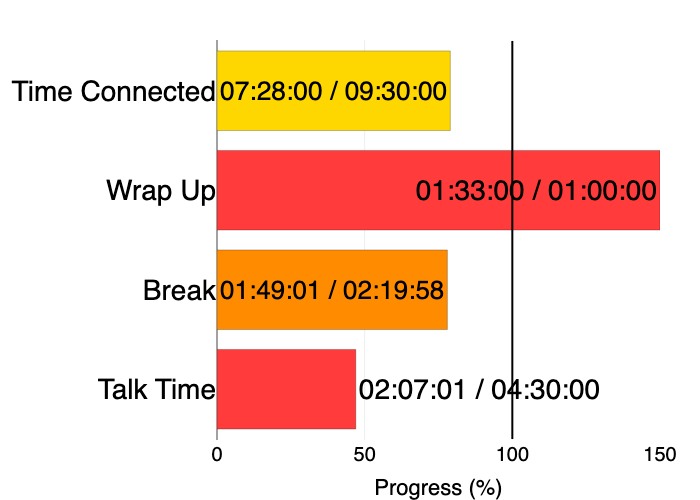 Time Connected 07:28:00 / 09:30:00
Wrap Up 01:33:00 / 01:00:00
Break 01:49:01 / 02:19:58
Talk Time 02:07:01 / 04:30:00
0 50 100 150
Progress (%)